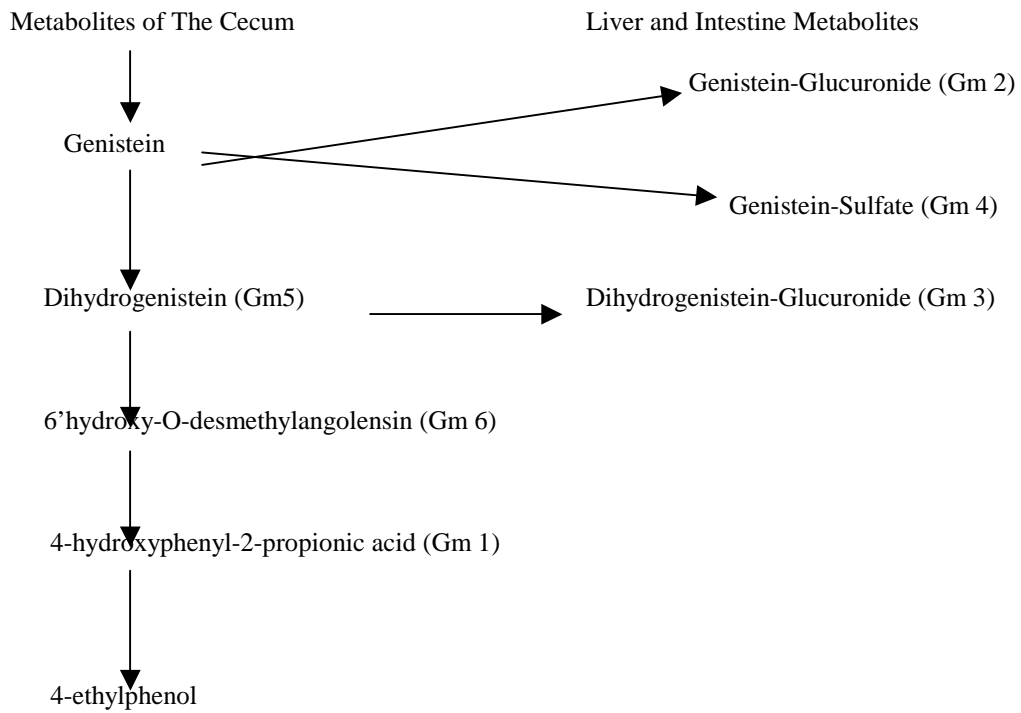 Metabolites of The Cecum
Liver and Intestine Metabolites
Genistein-Glucuronide (Gm 2)
Genistein
Genistein-Sulfate (Gm 4)
Dihydrogenistein (Gm5)
Dihydrogenistein-Glucuronide (Gm 3)
6’hydroxy-O-desmethylangolensin (Gm 6)
4-hydroxyphenyl-2-propionic acid (Gm 1)
4-ethylphenol